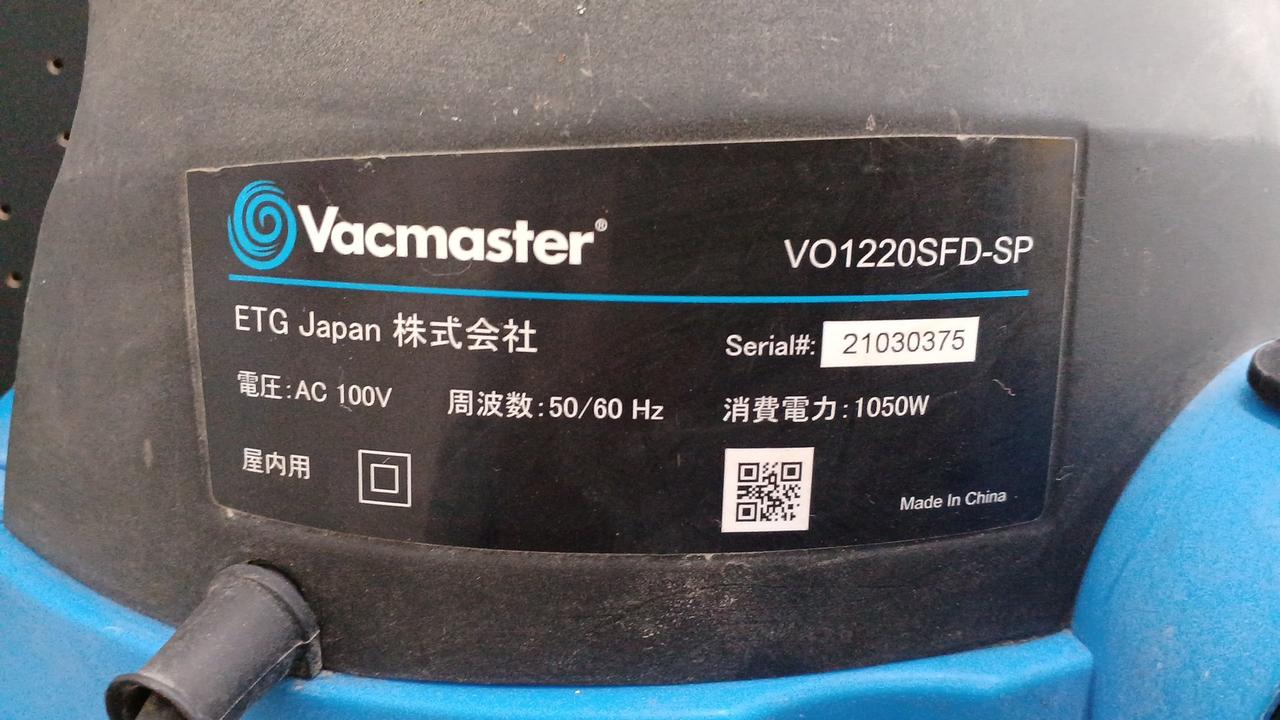 Vacmaster®
VO1220SFD-SP
ETG Japan 株式会社
Serial#: 21030375
電圧:AC 100V 周波数:50/60 Hz 消費電力:1050W
屋内用
Made In China